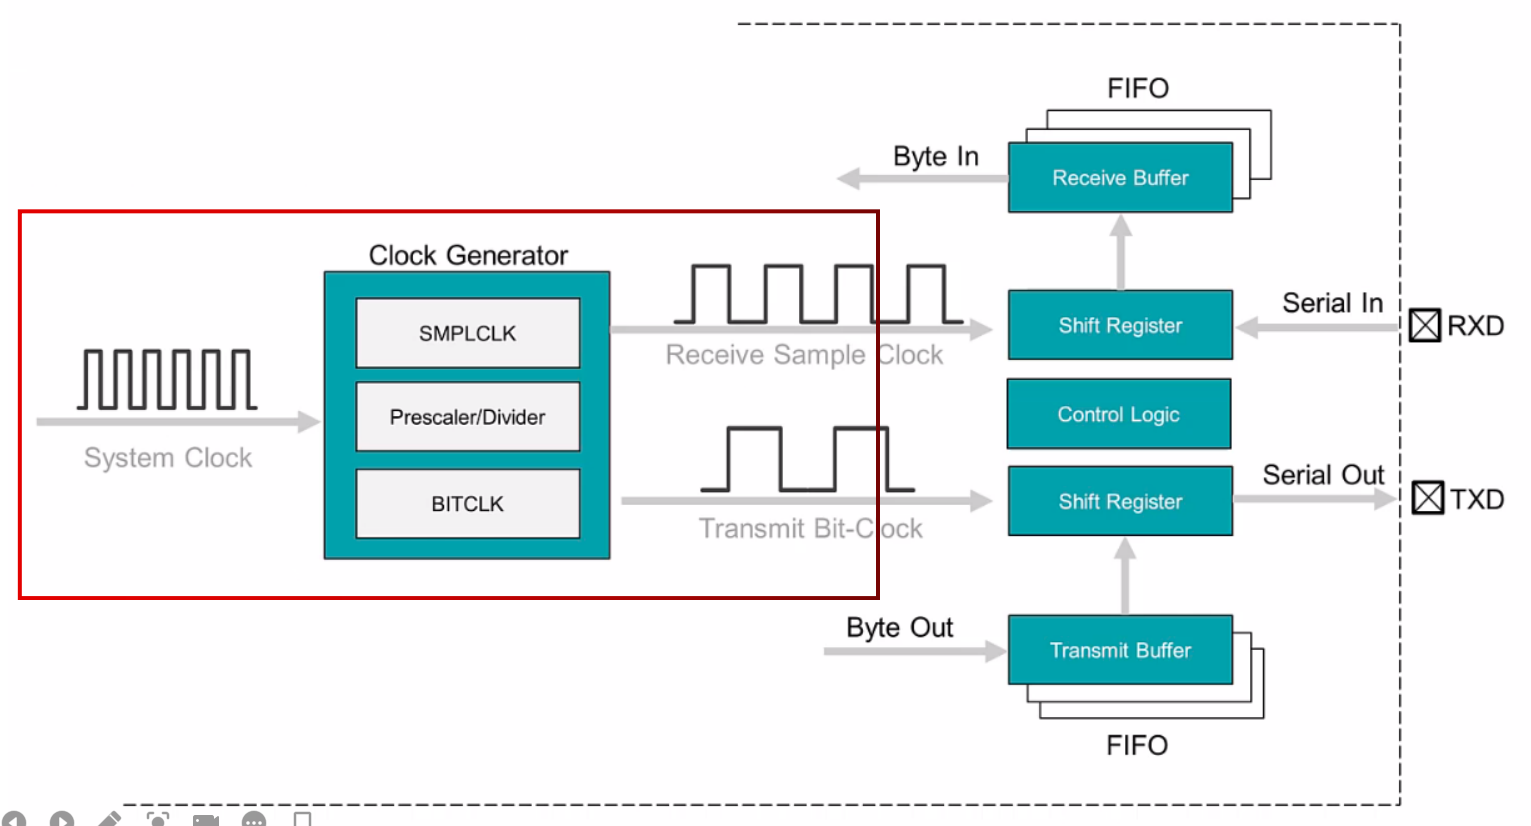 FIFO
Byte In
Receive Buffer
Clock Generator
SMPLCLK
Prescaler/Divider
BITCLK
System Clock
Receive Sample Clock
Transmit Bit-Clock
Shift Register
Serial In
RXD
Control Logic
Shift Register
Serial Out
TXD
Byte Out
Transmit Buffer
FIFO